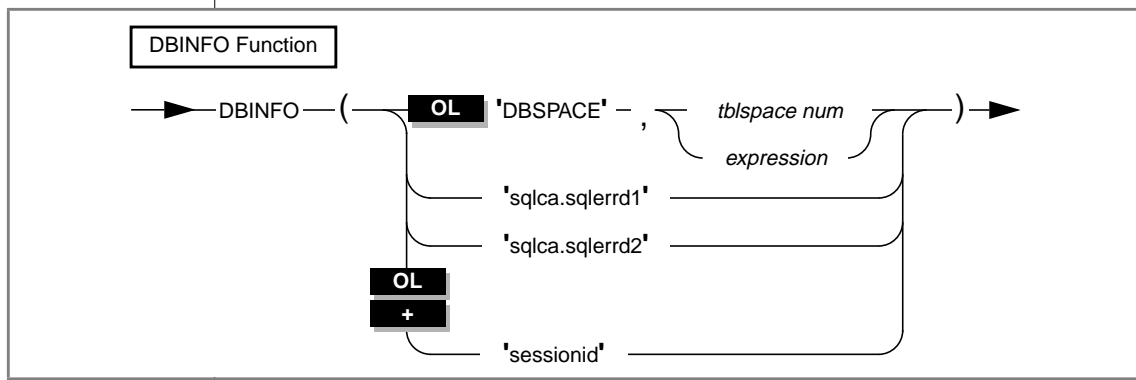 DBINFO Function
DBINFO ( OL 'DBSPACE' , tblspace num )
expression
'sqlca.sqlerrd1'
'sqlca.sqlerrd2'
OL
+
'sessionid'